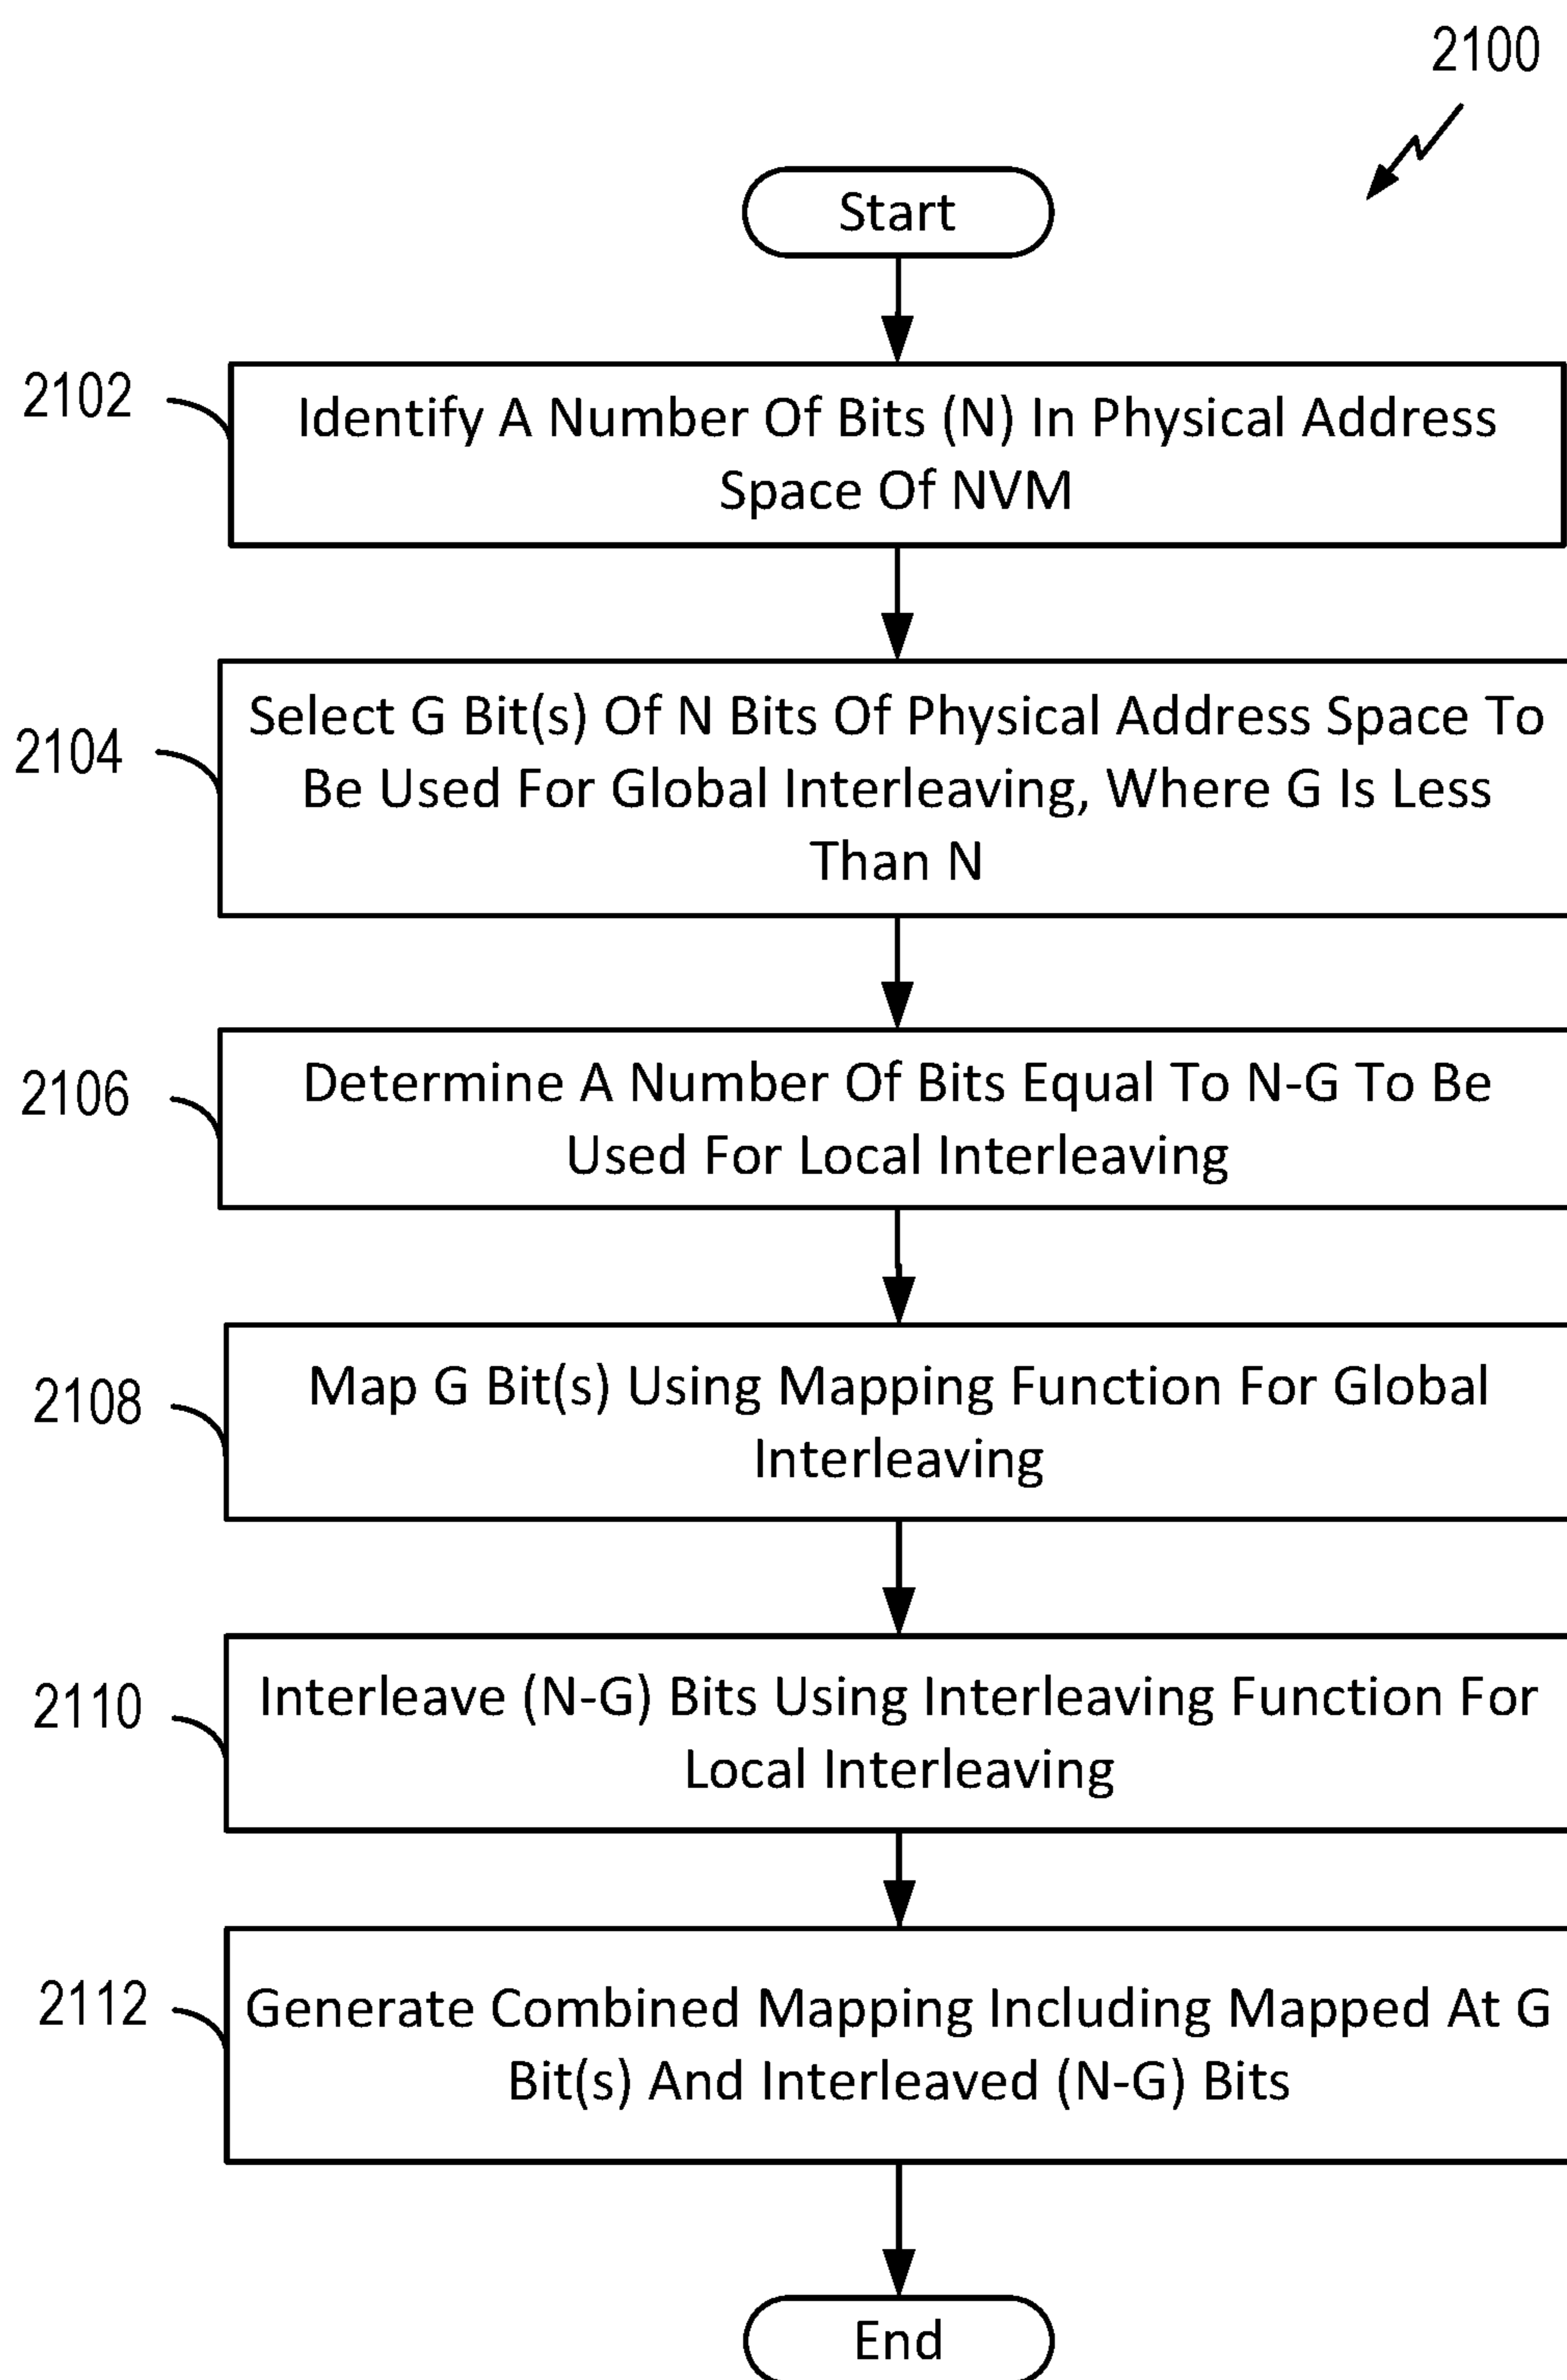 2100
Start
2102
Identify A Number Of Bits (N) In Physical Address
Space Of NVM
2104
Select G Bit(s) Of N Bits Of Physical Address Space To
Be Used For Global Interleaving, Where G Is Less
Than N
2106
Determine A Number Of Bits Equal To N-G To Be
Used For Local Interleaving
2108
Map G Bit(s) Using Mapping Function For Global
Interleaving
2110
Interleave (N-G) Bits Using Interleaving Function For
Local Interleaving
2112
Generate Combined Mapping Including Mapped At G
Bit(s) And Interleaved (N-G) Bits
End